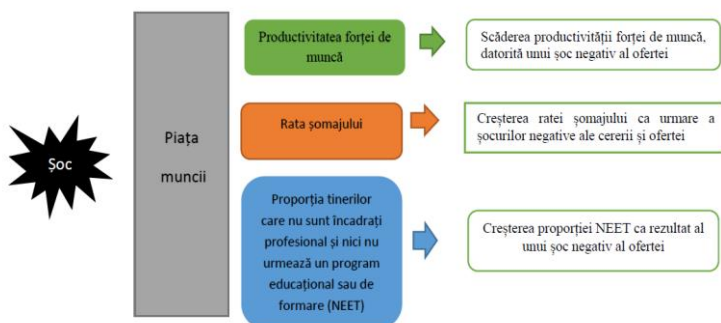 Șoc
Piața
muncii
Productivitatea forței de
muncă
Scăderea productivității forței de muncă,
datorită unui șoc negativ al ofertei
Rata șomajului
Creșterea ratei șomajului ca urmare a
șocurilor negative ale cererii și ofertei
Proporția tinerilor
care nu sunt încadrați
profesional și nici nu
urmează un program
educațional sau de
formare (NEET)
Creșterea proporției NEET ca rezultat al
unui șoc negativ al ofertei